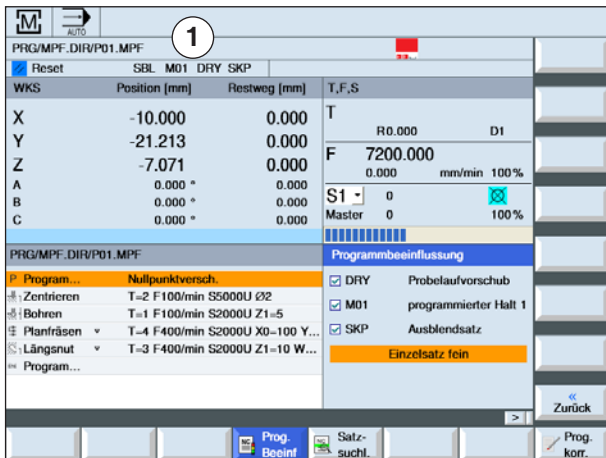 M
AUTO
1
PRG/MPF.DIR/P01.MPF
Reset SBL M01 DRY SKP
WKS Position [mm] Restweg [mm] T,F,S
X -10.000 0.000
Y -21.213 0.000
Z -7.071 0.000
A 0.000 ° 0.000
B 0.000 ° 0.000
C 0.000 ° 0.000
T
R0.000 D1
F 7200.000
0.000 mm/min 100%
S1 0
Master 0 100%
PRG/MPF.DIR/P01.MPF
P Program... Nullpunktversch.
Zentrieren T=2 F100/min S5000U Ø2
Bohren T=1 F100/min S2000U Z1=5
Planfräsen v T=4 F400/min S2000U X0=100 Y...
Längsnut v T=3 F400/min S2000U Z1=10 W...
Program...
Programmbeeinflussung
DRY Probelaufvorschub
M01 programmierter Halt 1
SKP Ausblendsatz
Einzelsatz fein
«
Zurück
>
NC Prog. Beeinf
NC Satz- suchl.
Prog. korr.